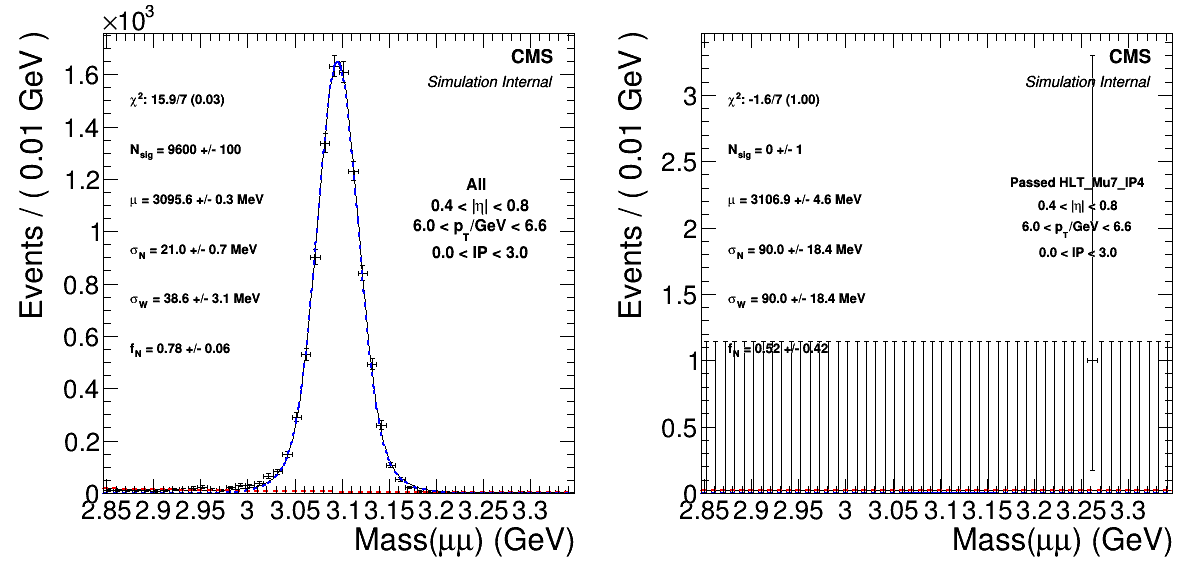 ×10³
CMS
Simulation Internal
χ²: 15.9/7 (0.03)
N_sig = 9600 +/- 100
μ = 3095.6 +/- 0.3 MeV
σ_N = 21.0 +/- 0.7 MeV
σ_W = 38.6 +/- 3.1 MeV
f_N = 0.78 +/- 0.06
All
0.4 < |η| < 0.8
6.0 < p_T/GeV < 6.6
0.0 < IP < 3.0
Events / ( 0.01 GeV )
1.6
1.4
1.2
1
0.8
0.6
0.4
0.2
0
2.85 2.9 2.95 3 3.05 3.1 3.15 3.2 3.25 3.3
Mass(μμ) (GeV)
CMS
Simulation Internal
χ²: -1.6/7 (1.00)
N_sig = 0 +/- 1
μ = 3106.9 +/- 4.6 MeV
σ_N = 90.0 +/- 18.4 MeV
σ_W = 90.0 +/- 18.4 MeV
f_N = 0.52 +/- 0.42
Passed HLT_Mu7_IP4
0.4 < |η| < 0.8
6.0 < p_T/GeV < 6.6
0.0 < IP < 3.0
Events / ( 0.01 GeV )
3
2.5
2
1.5
1
0.5
0
2.85 2.9 2.95 3 3.05 3.1 3.15 3.2 3.25 3.3
Mass(μμ) (GeV)